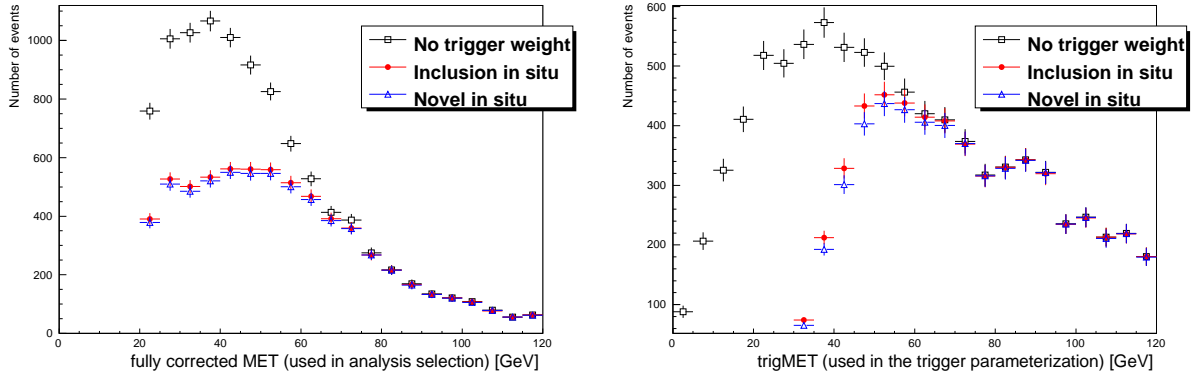 Number of events
1000
800
600
400
200
0
No trigger weight
Inclusion in situ
Novel in situ
0 20 40 60 80 100 120
fully corrected MET (used in analysis selection) [GeV]
Number of events
600
500
400
300
200
100
No trigger weight
Inclusion in situ
Novel in situ
0 20 40 60 80 100 120
trigMET (used in the trigger parameterization) [GeV]